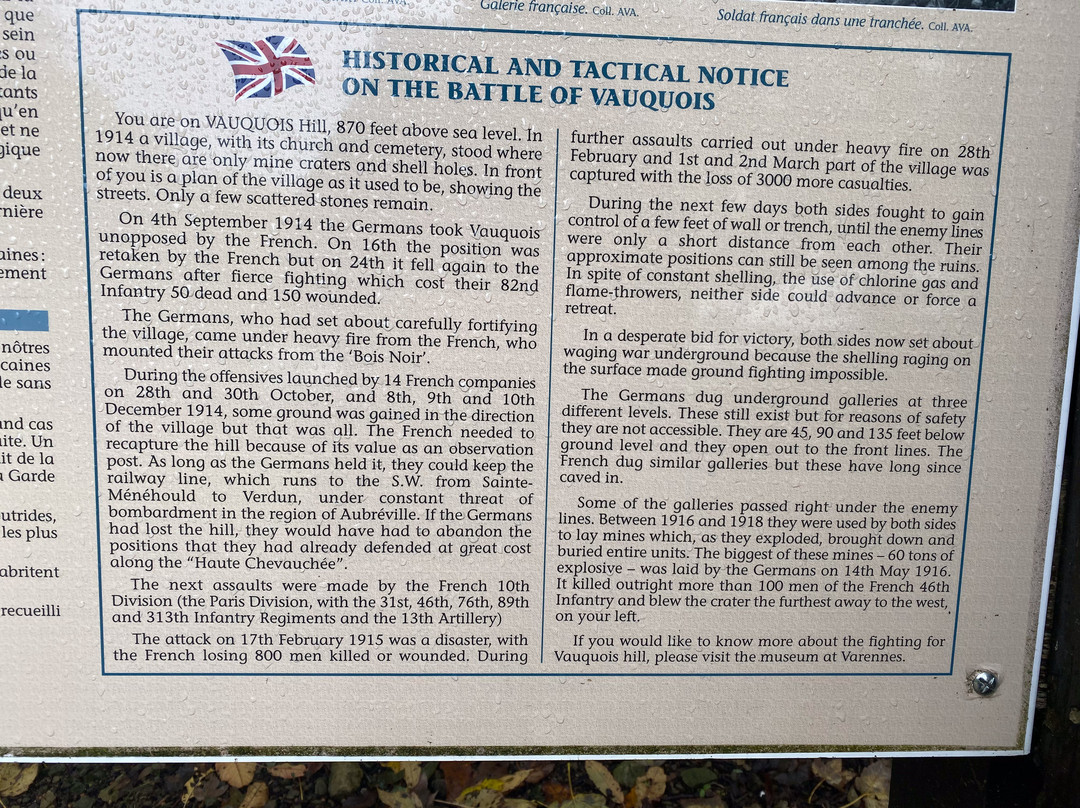 Galerie française. Coll. AVA.
Soldat français dans une tranchée. Coll. AVA.
que
sein
es ou
de la
tants
qu'en
et ne
gique
deux
rnière
aines:
ement
nôtres
caines
le sans
and cas
uite. Un
it de la
a Garde
utrides,
les plus
abritent
recueilli
HISTORICAL AND TACTICAL NOTICE
ON THE BATTLE OF VAUQUOIS
You are on VAUQUOIS Hill, 870 feet above sea level. In
1914 a village, with its church and cemetery, stood where
now there are only mine craters and shell holes. In front
of you is a plan of the village as it used to be, showing the
streets. Only a few scattered stones remain.
On 4th September 1914 the Germans took Vauquois
unopposed by the French. On 16th the position was
retaken by the French but on 24th it fell again to the
Germans after fierce fighting which cost their 82nd
Infantry 50 dead and 150 wounded.
The Germans, who had set about carefully fortifying
the village, came under heavy fire from the French, who
mounted their attacks from the 'Bois Noir'.
During the offensives launched by 14 French companies
on 28th and 30th October, and 8th, 9th and 10th
December 1914, some ground was gained in the direction
of the village but that was all. The French needed to
recapture the hill because of its value as an observation
post. As long as the Germans held it, they could keep the
railway line, which runs to the S.W. from Sainte-
Ménéhould to Verdun, under constant threat of
bombardment in the region of Aubréville. If the Germans
had lost the hill, they would have had to abandon the
positions that they had already defended at great cost
along the "Haute Chevauchée".
The next assaults were made by the French 10th
Division (the Paris Division, with the 31st, 46th, 76th, 89th
and 313th Infantry Regiments and the 13th Artillery)
The attack on 17th February 1915 was a disaster, with
the French losing 800 men killed or wounded. During
further assaults carried out under heavy fire on 28th
February and 1st and 2nd March part of the village was
captured with the loss of 3000 more casualties.
During the next few days both sides fought to gain
control of a few feet of wall or trench, until the enemy lines
were only a short distance from each other. Their
approximate positions can still be seen among the ruins.
In spite of constant shelling, the use of chlorine gas and
flame-throwers, neither side could advance or force a
retreat.
In a desperate bid for victory, both sides now set about
waging war underground because the shelling raging on
the surface made ground fighting impossible.
The Germans dug underground galleries at three
different levels. These still exist but for reasons of safety
they are not accessible. They are 45, 90 and 135 feet below
ground level and they open out to the front lines. The
French dug similar galleries but these have long since
caved in.
Some of the galleries passed right under the enemy
lines. Between 1916 and 1918 they were used by both sides
to lay mines which, as they exploded, brought down and
buried entire units. The biggest of these mines – 60 tons of
explosive – was laid by the Germans on 14th May 1916.
It killed outright more than 100 men of the French 46th
Infantry and blew the crater the furthest away to the west,
on your left.
If you would like to know more about the fighting for
Vauquois hill, please visit the museum at Varennes.